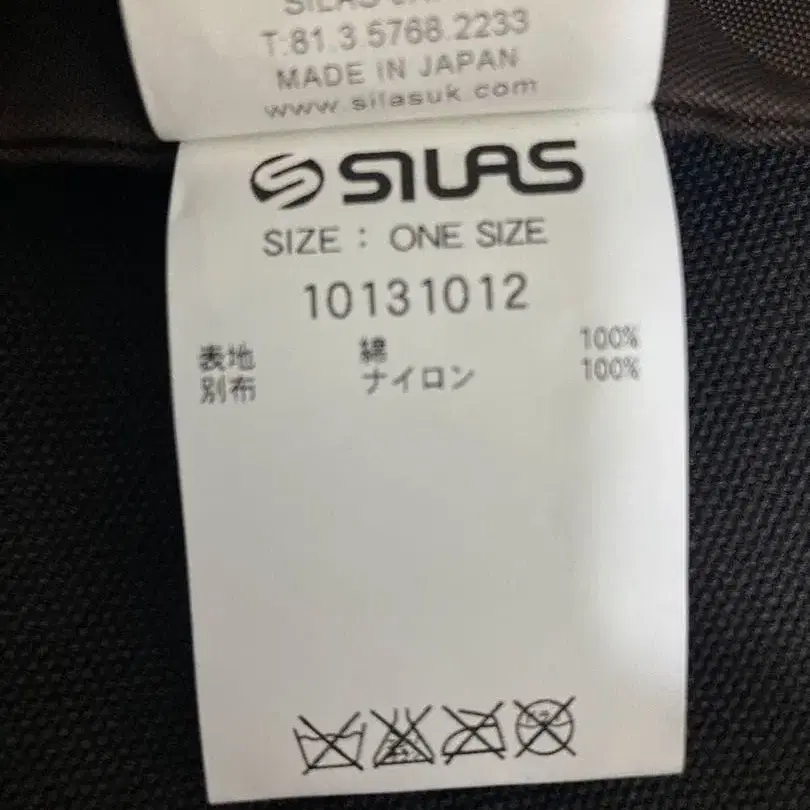 T:81.3.5768.2233
MADE IN JAPAN
www.silasuk.com
SILAS
SIZE : ONE SIZE
10131012
表地 綿 100%
別布 ナイロン 100%